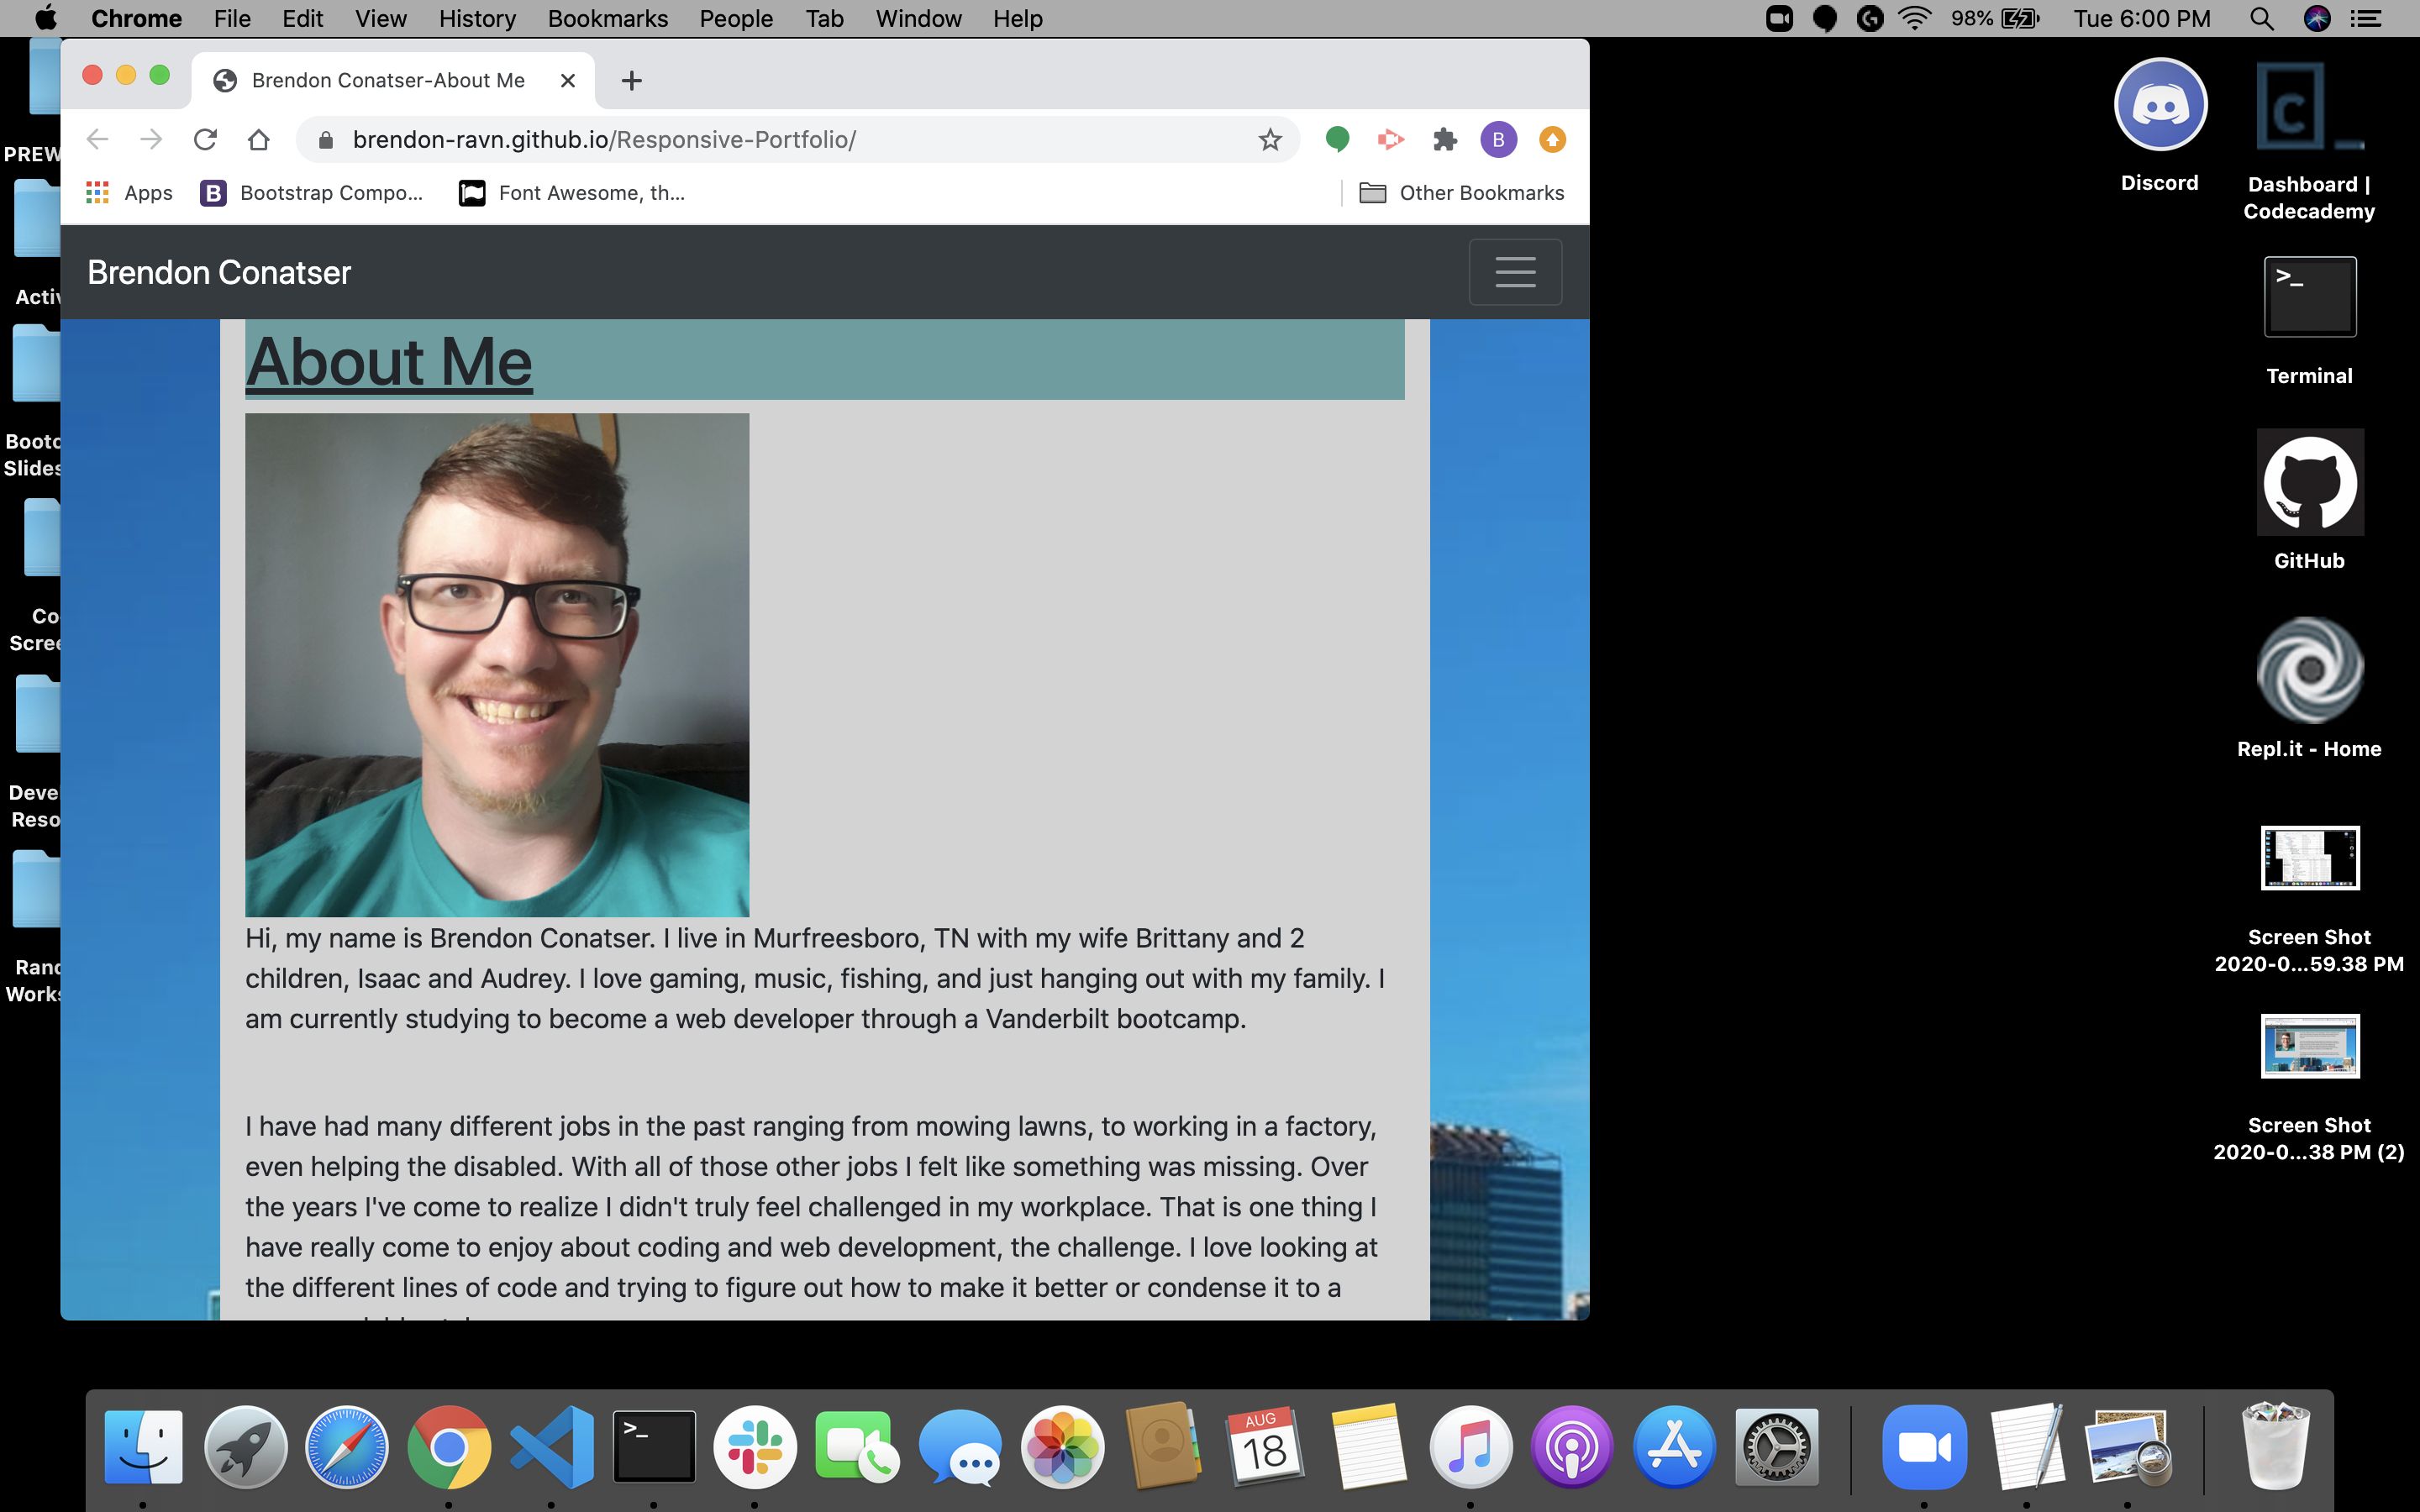 Chrome File Edit View History Bookmarks People Tab Window Help 98% Tue 6:00 PM
Brendon Conatser-About Me
brendon-ravn.github.io/Responsive-Portfolio/
B
Apps B Bootstrap Compo... Font Awesome, th... Other Bookmarks
Brendon Conatser
About Me
Hi, my name is Brendon Conatser. I live in Murfreesboro, TN with my wife Brittany and 2
children, Isaac and Audrey. I love gaming, music, fishing, and just hanging out with my family. I
am currently studying to become a web developer through a Vanderbilt bootcamp.
I have had many different jobs in the past ranging from mowing lawns, to working in a factory,
even helping the disabled. With all of those other jobs I felt like something was missing. Over
the years I've come to realize I didn't truly feel challenged in my workplace. That is one thing I
have really come to enjoy about coding and web development, the challenge. I love looking at
the different lines of code and trying to figure out how to make it better or condense it to a
PREW
Activ
Bootc
Slides
Co
Scree
Deve
Reso
Rand
Works
Discord
C_
Dashboard |
Codecademy
>_
Terminal
GitHub
Repl.it - Home
Screen Shot
2020-0...59.38 PM
Screen Shot
2020-0...38 PM (2)
>_
AUG
18